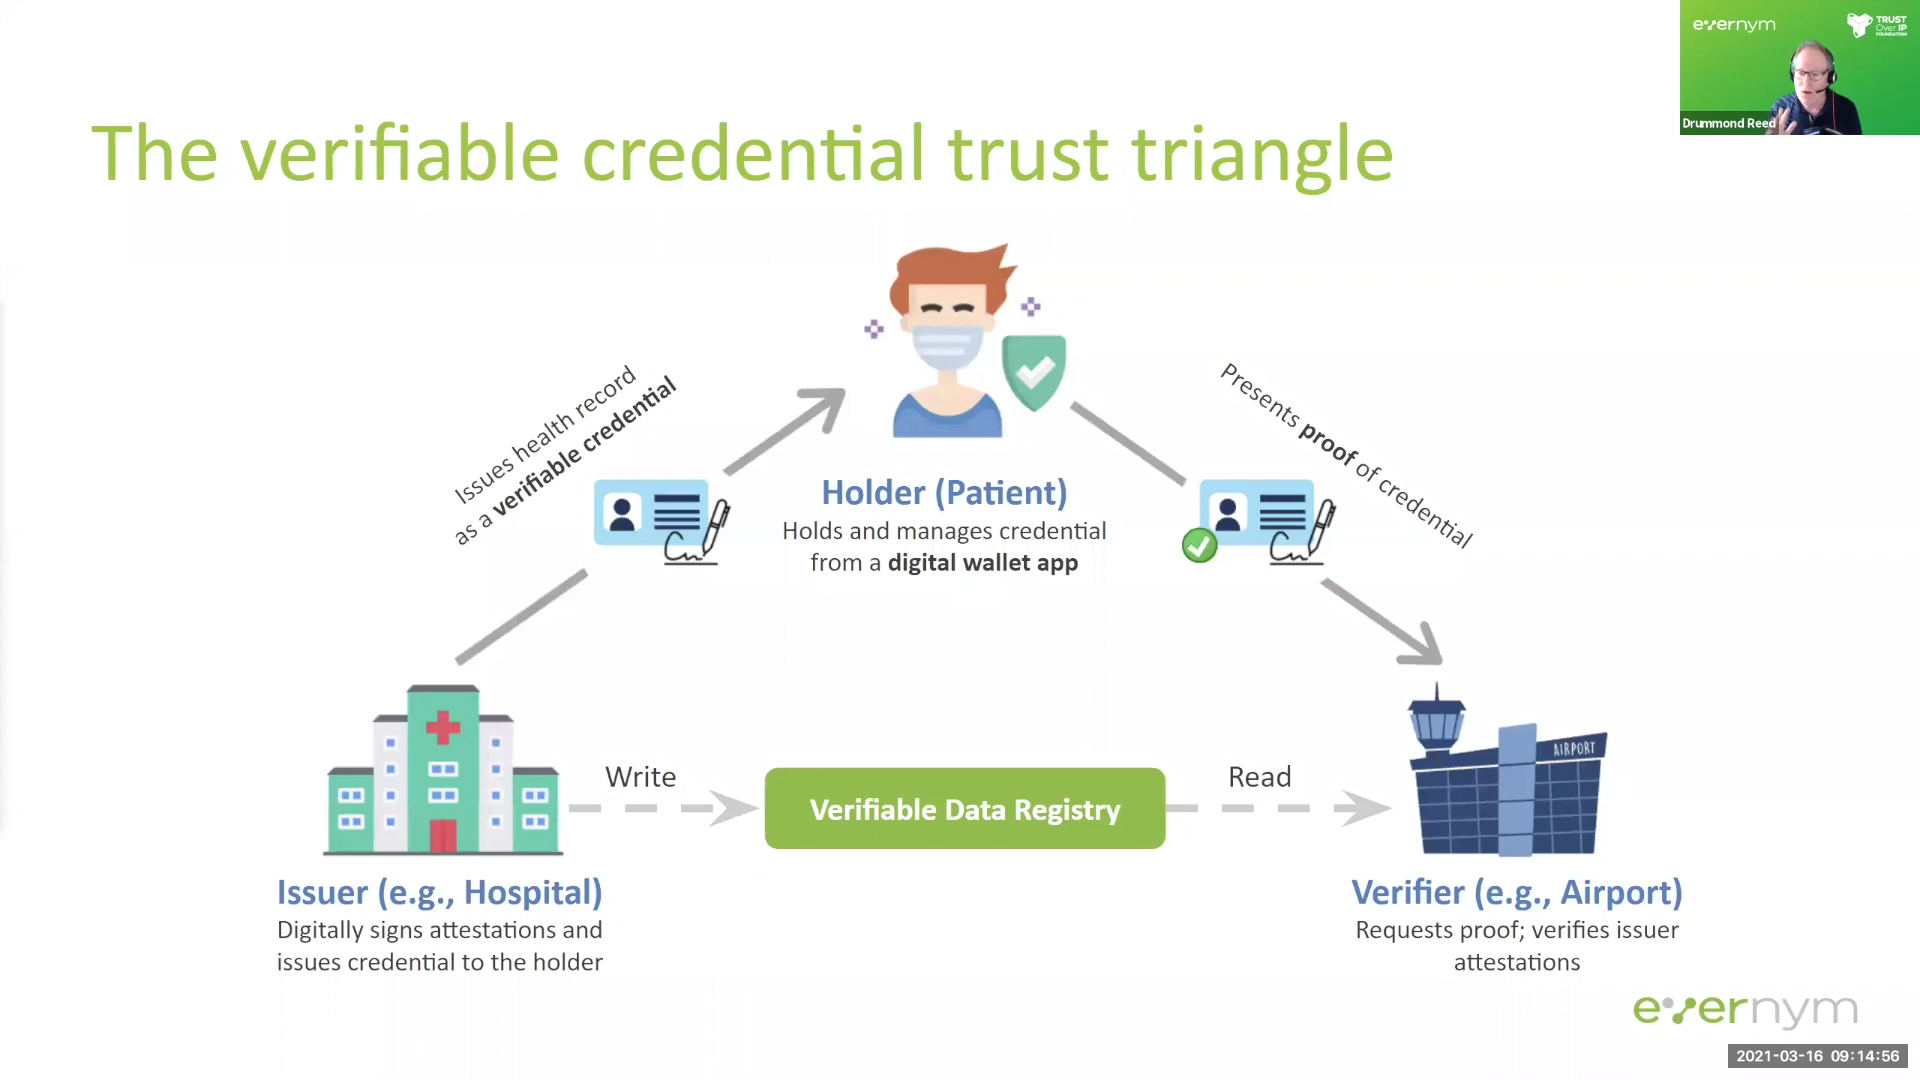 evernym
TRUST
Over IP
FOUNDATION
Drummond Reed
The verifiable credential trust triangle
Issues health record
as a verifiable credential
Presents proof of credential
Holder (Patient)
Holds and manages credential
from a digital wallet app
AIRPORT
Write
Verifiable Data Registry
Read
Issuer (e.g., Hospital)
Digitally signs attestations and
issues credential to the holder
Verifier (e.g., Airport)
Requests proof; verifies issuer
attestations
evernym
2021-03-16 09:14:56